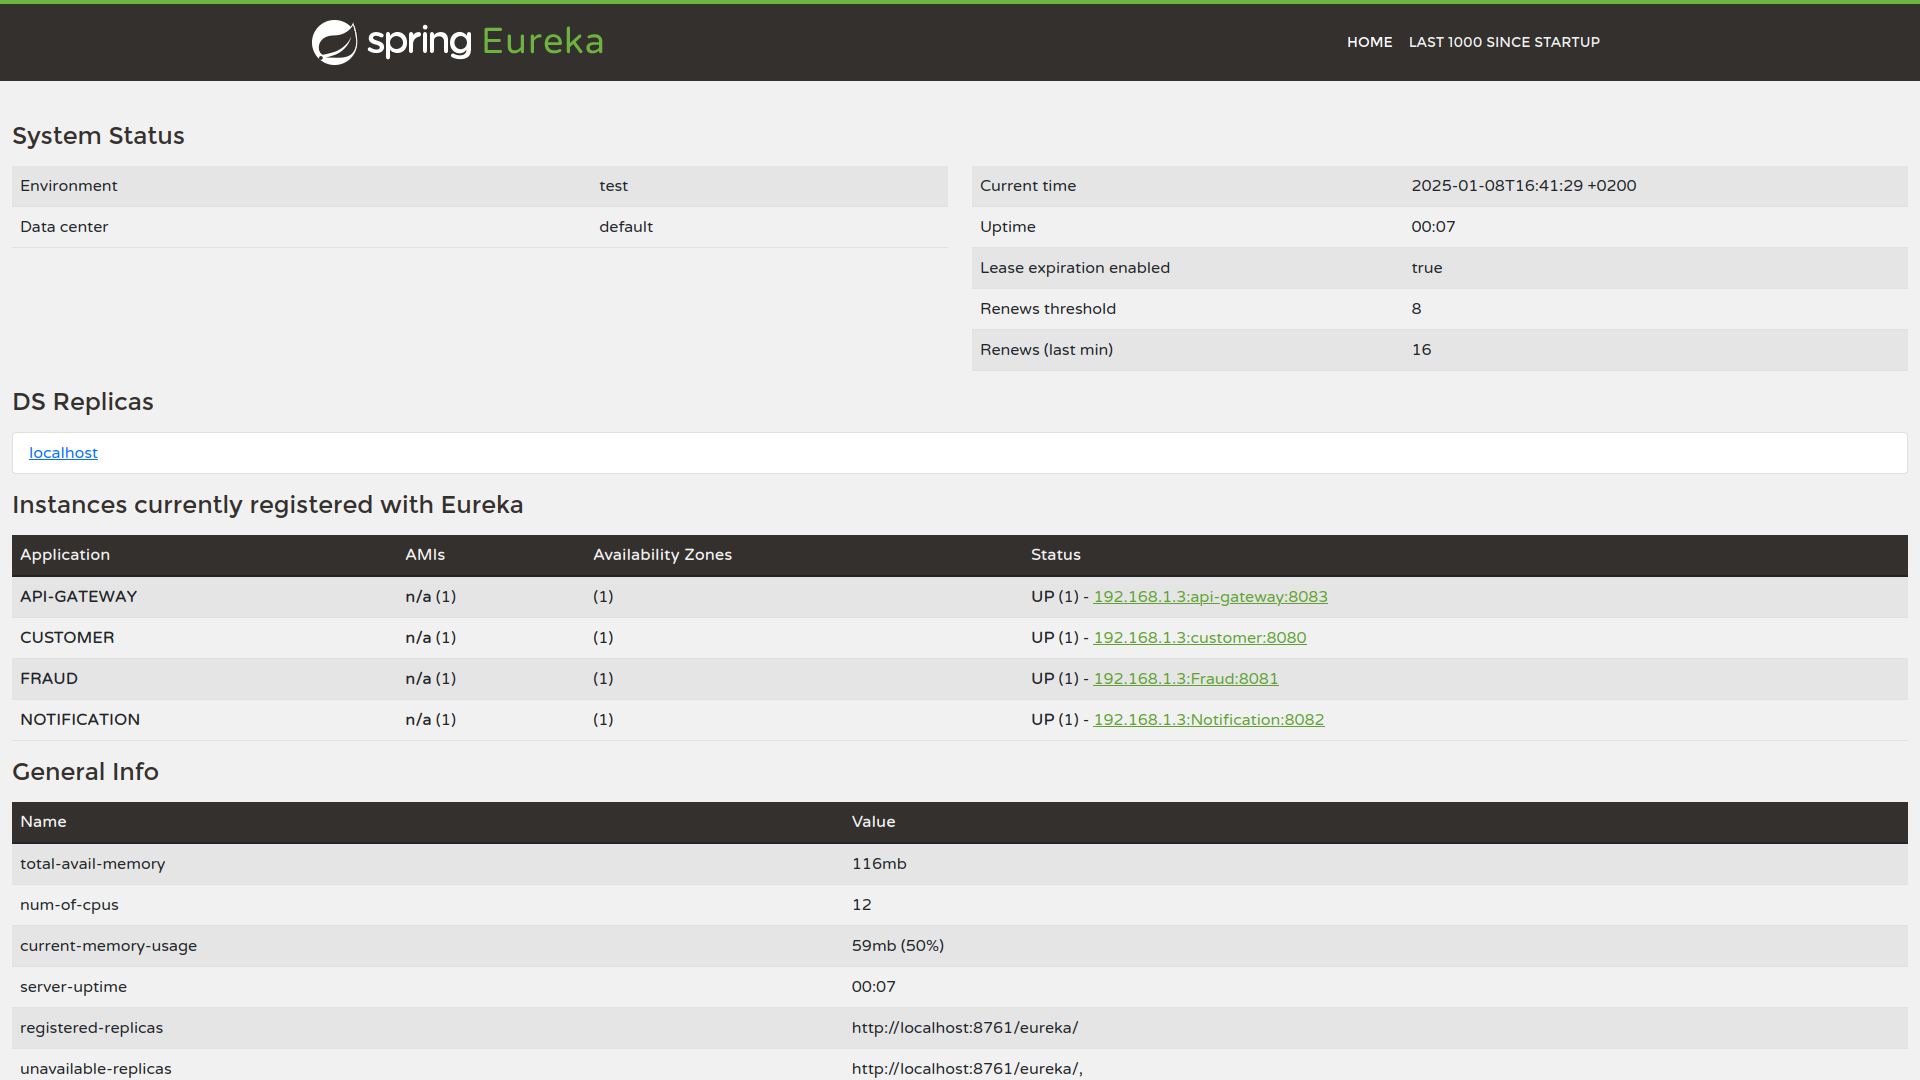 spring Eureka
HOME LAST 1000 SINCE STARTUP
System Status
Environment test
Data center default
Current time 2025-01-08T16:41:29 +0200
Uptime 00:07
Lease expiration enabled true
Renews threshold 8
Renews (last min) 16
DS Replicas
localhost
Instances currently registered with Eureka
Application AMIs Availability Zones Status
API-GATEWAY n/a (1) (1) UP (1) - 192.168.1.3:api-gateway:8083
CUSTOMER n/a (1) (1) UP (1) - 192.168.1.3:customer:8080
FRAUD n/a (1) (1) UP (1) - 192.168.1.3:Fraud:8081
NOTIFICATION n/a (1) (1) UP (1) - 192.168.1.3:Notification:8082
General Info
Name Value
total-avail-memory 116mb
num-of-cpus 12
current-memory-usage 59mb (50%)
server-uptime 00:07
registered-replicas http://localhost:8761/eureka/
unavailable-replicas http://localhost:8761/eureka/,